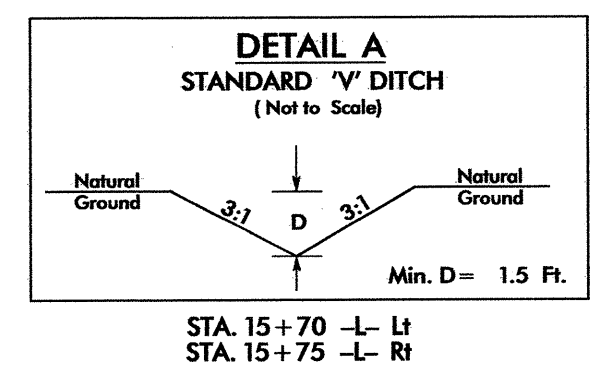 DETAIL A
STANDARD 'V' DITCH
( Not to Scale)
Natural
Ground
3:1
D
3:1
Natural
Ground
Min. D= 1.5 Ft.
STA. 15+70 -L- Lt
STA. 15+75 -L- Rt